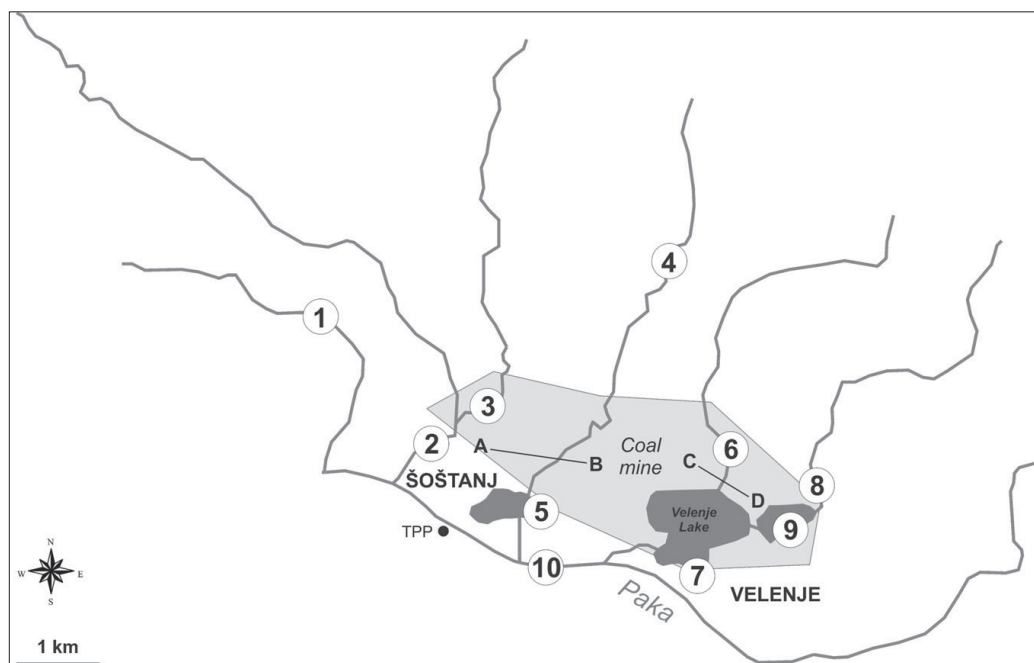 4
1
3
Coal
mine
2
A
B
C
6
ŠOŠTANJ
D
8
5
Velenje
Lake
9
TPP
10
7
VELENJE
Paka
N
W
E
S
1 km